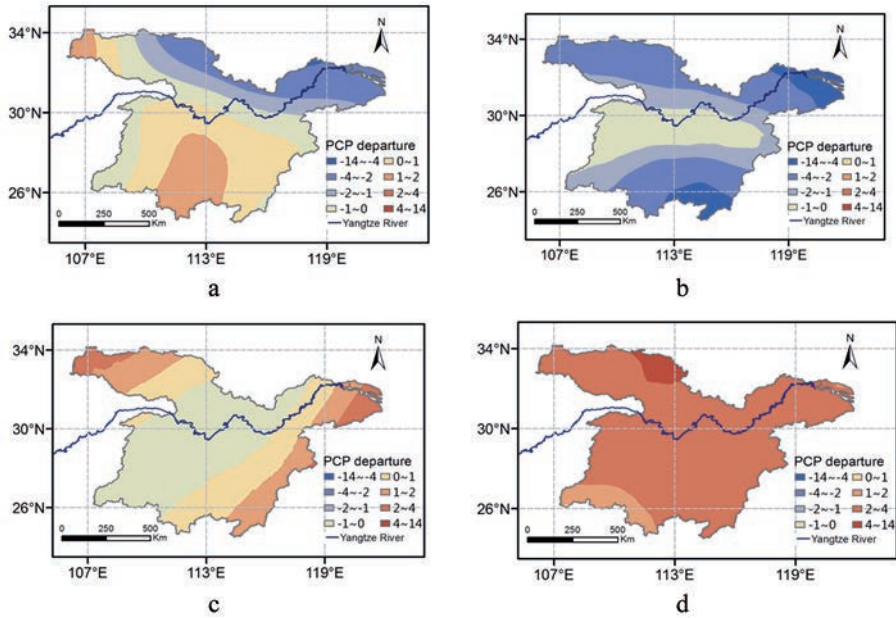 34°N
30°N
26°N
N
PCP departure
-14~-4 0~1
-4~-2 1~2
-2~-1 2~4
-1~0 4~14
Yangtze River
0 250 500
Km
107°E 113°E 119°E
a
34°N
30°N
26°N
N
PCP departure
-14~-4 0~1
-4~-2 1~2
-2~-1 2~4
-1~0 4~14
Yangtze River
0 250 500
Km
107°E 113°E 119°E
b
34°N
30°N
26°N
N
PCP departure
-14~-4 0~1
-4~-2 1~2
-2~-1 2~4
-1~0 4~14
Yangtze River
0 250 500
Km
107°E 113°E 119°E
c
34°N
30°N
26°N
N
PCP departure
-14~-4 0~1
-4~-2 1~2
-2~-1 2~4
-1~0 4~14
Yangtze River
0 250 500
Km
107°E 113°E 119°E
d